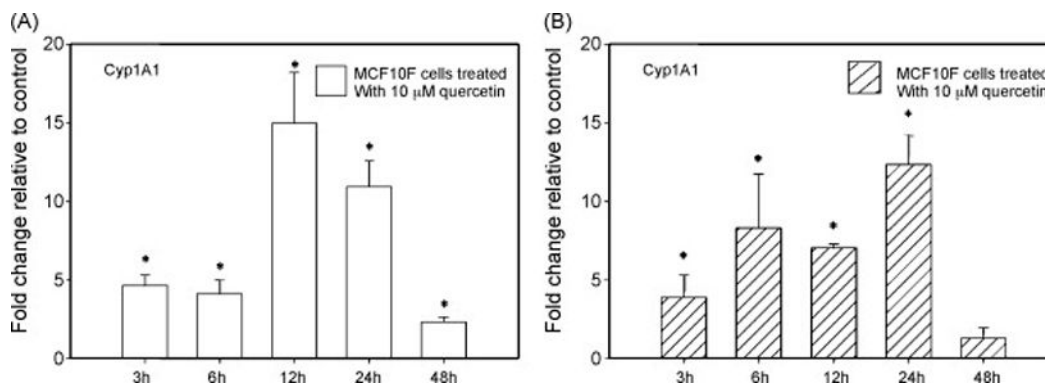 (A)
Fold change relative to control
20
15
10
5
0
Cyp1A1
MCF10F cells treated
With 10 μM quercetin
* * * * *
3h 6h 12h 24h 48h
(B)
Fold change relative to control
20
15
10
5
0
Cyp1A1
MCF10F cells treated
With 10 μM quercetin
* * * *
3h 6h 12h 24h 48h